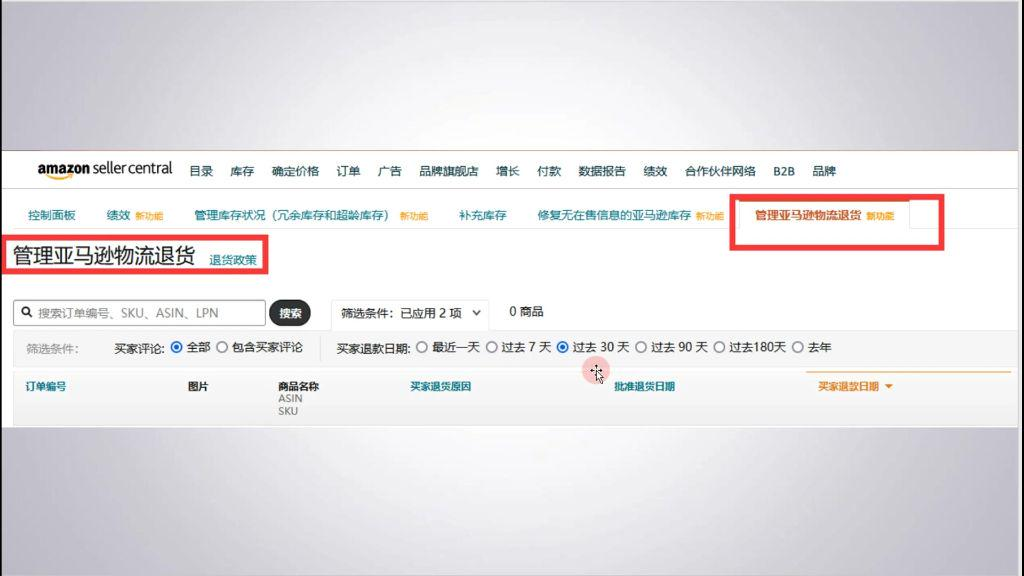 amazon seller central 目录 库存 确定价格 订单 广告 品牌旗舰店 增长 付款 数据报告 绩效 合作伙伴网络 B2B 品牌
控制面板 绩效 新功能 管理库存状况（冗余库存和超龄库存） 新功能 补充库存 修复无在售信息的亚马逊库存 新功能 管理亚马逊物流退货 新功能
管理亚马逊物流退货 退货政策
搜索订单编号、SKU、ASIN、LPN 搜索 筛选条件：已应用 2 项 0 商品
筛选条件： 买家评论: 全部 包含买家评论 买家退款日期: 最近一天 过去 7 天 过去 30 天 过去 90 天 过去180天 去年
订单编号 图片 商品名称 买家退货原因 批准退货日期 买家退款日期
ASIN
SKU